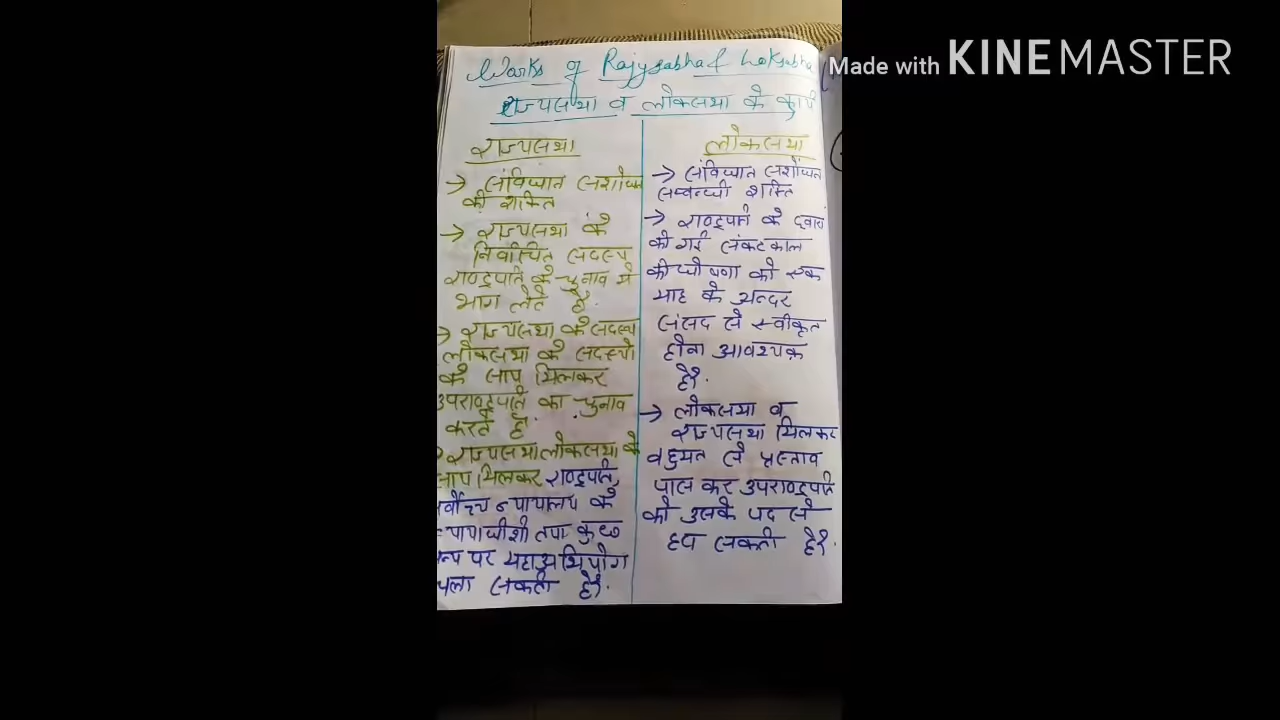 Works of Rajysabha & Loksabha
राज्यसभा व लोकसभा के कार्य
राज्यसभा
→ संविधान संशोधन
की शक्ति
→ राज्यसभा के
निर्वाचित सदस्य
राष्ट्रपति के चुनाव मे
भाग लेते है.
→ राज्यसभा के सदस्य
लोकसभा के सदस्यो
के साथ मिलकर
उपराष्ट्रपति का चुनाव
करते है.
राज्यसभा लोकसभा के
साथ मिलकर राष्ट्रपति,
सर्वोच्च न्यायालय के
न्यायाधीशो तथा कुछ
पर महाअभियोग
चला सकती है.
लोकसभा
→ संविधान संशोधन
सम्बन्धी शक्ति
→ राष्ट्रपति के द्वारा
की गई संकटकाल
की घोषणा को एक
माह के अन्दर
संसद से स्वीकृत
होना आवश्यक
है.
→ लोकसभा व
राज्यसभा मिलकर
बहुमत से प्रस्ताव
पास कर उपराष्ट्रपति
को उसके पद से
हटा सकती है.
Made with KINEMASTER